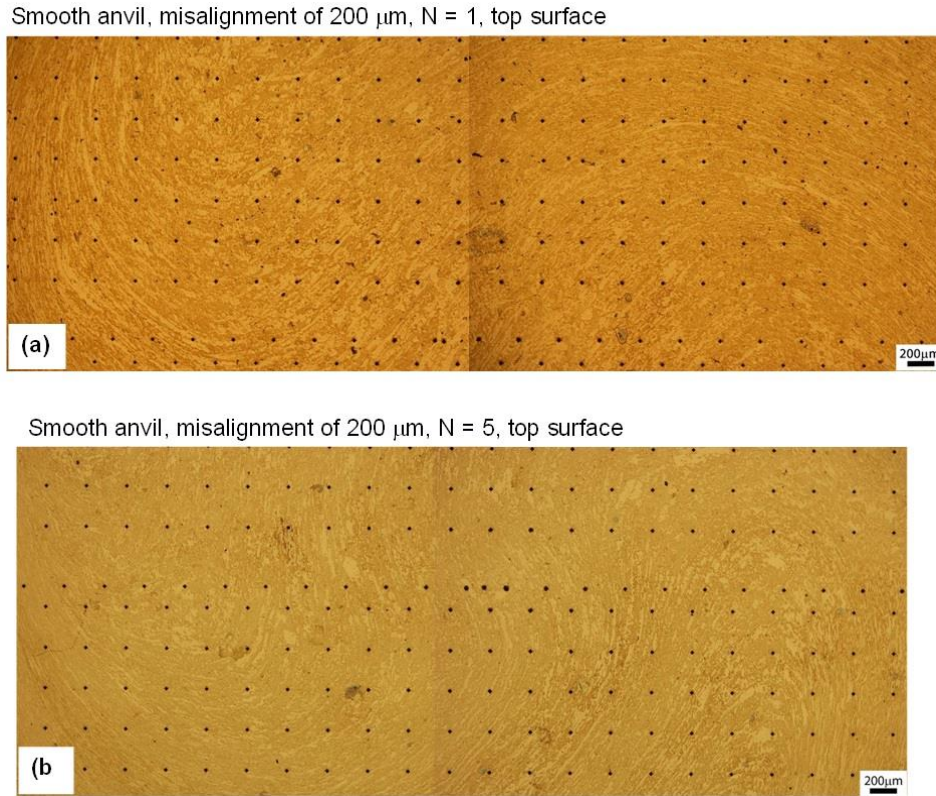 Smooth anvil, misalignment of 200 μm, N = 1, top surface
(a)
200μm
Smooth anvil, misalignment of 200 μm, N = 5, top surface
(b
200μm